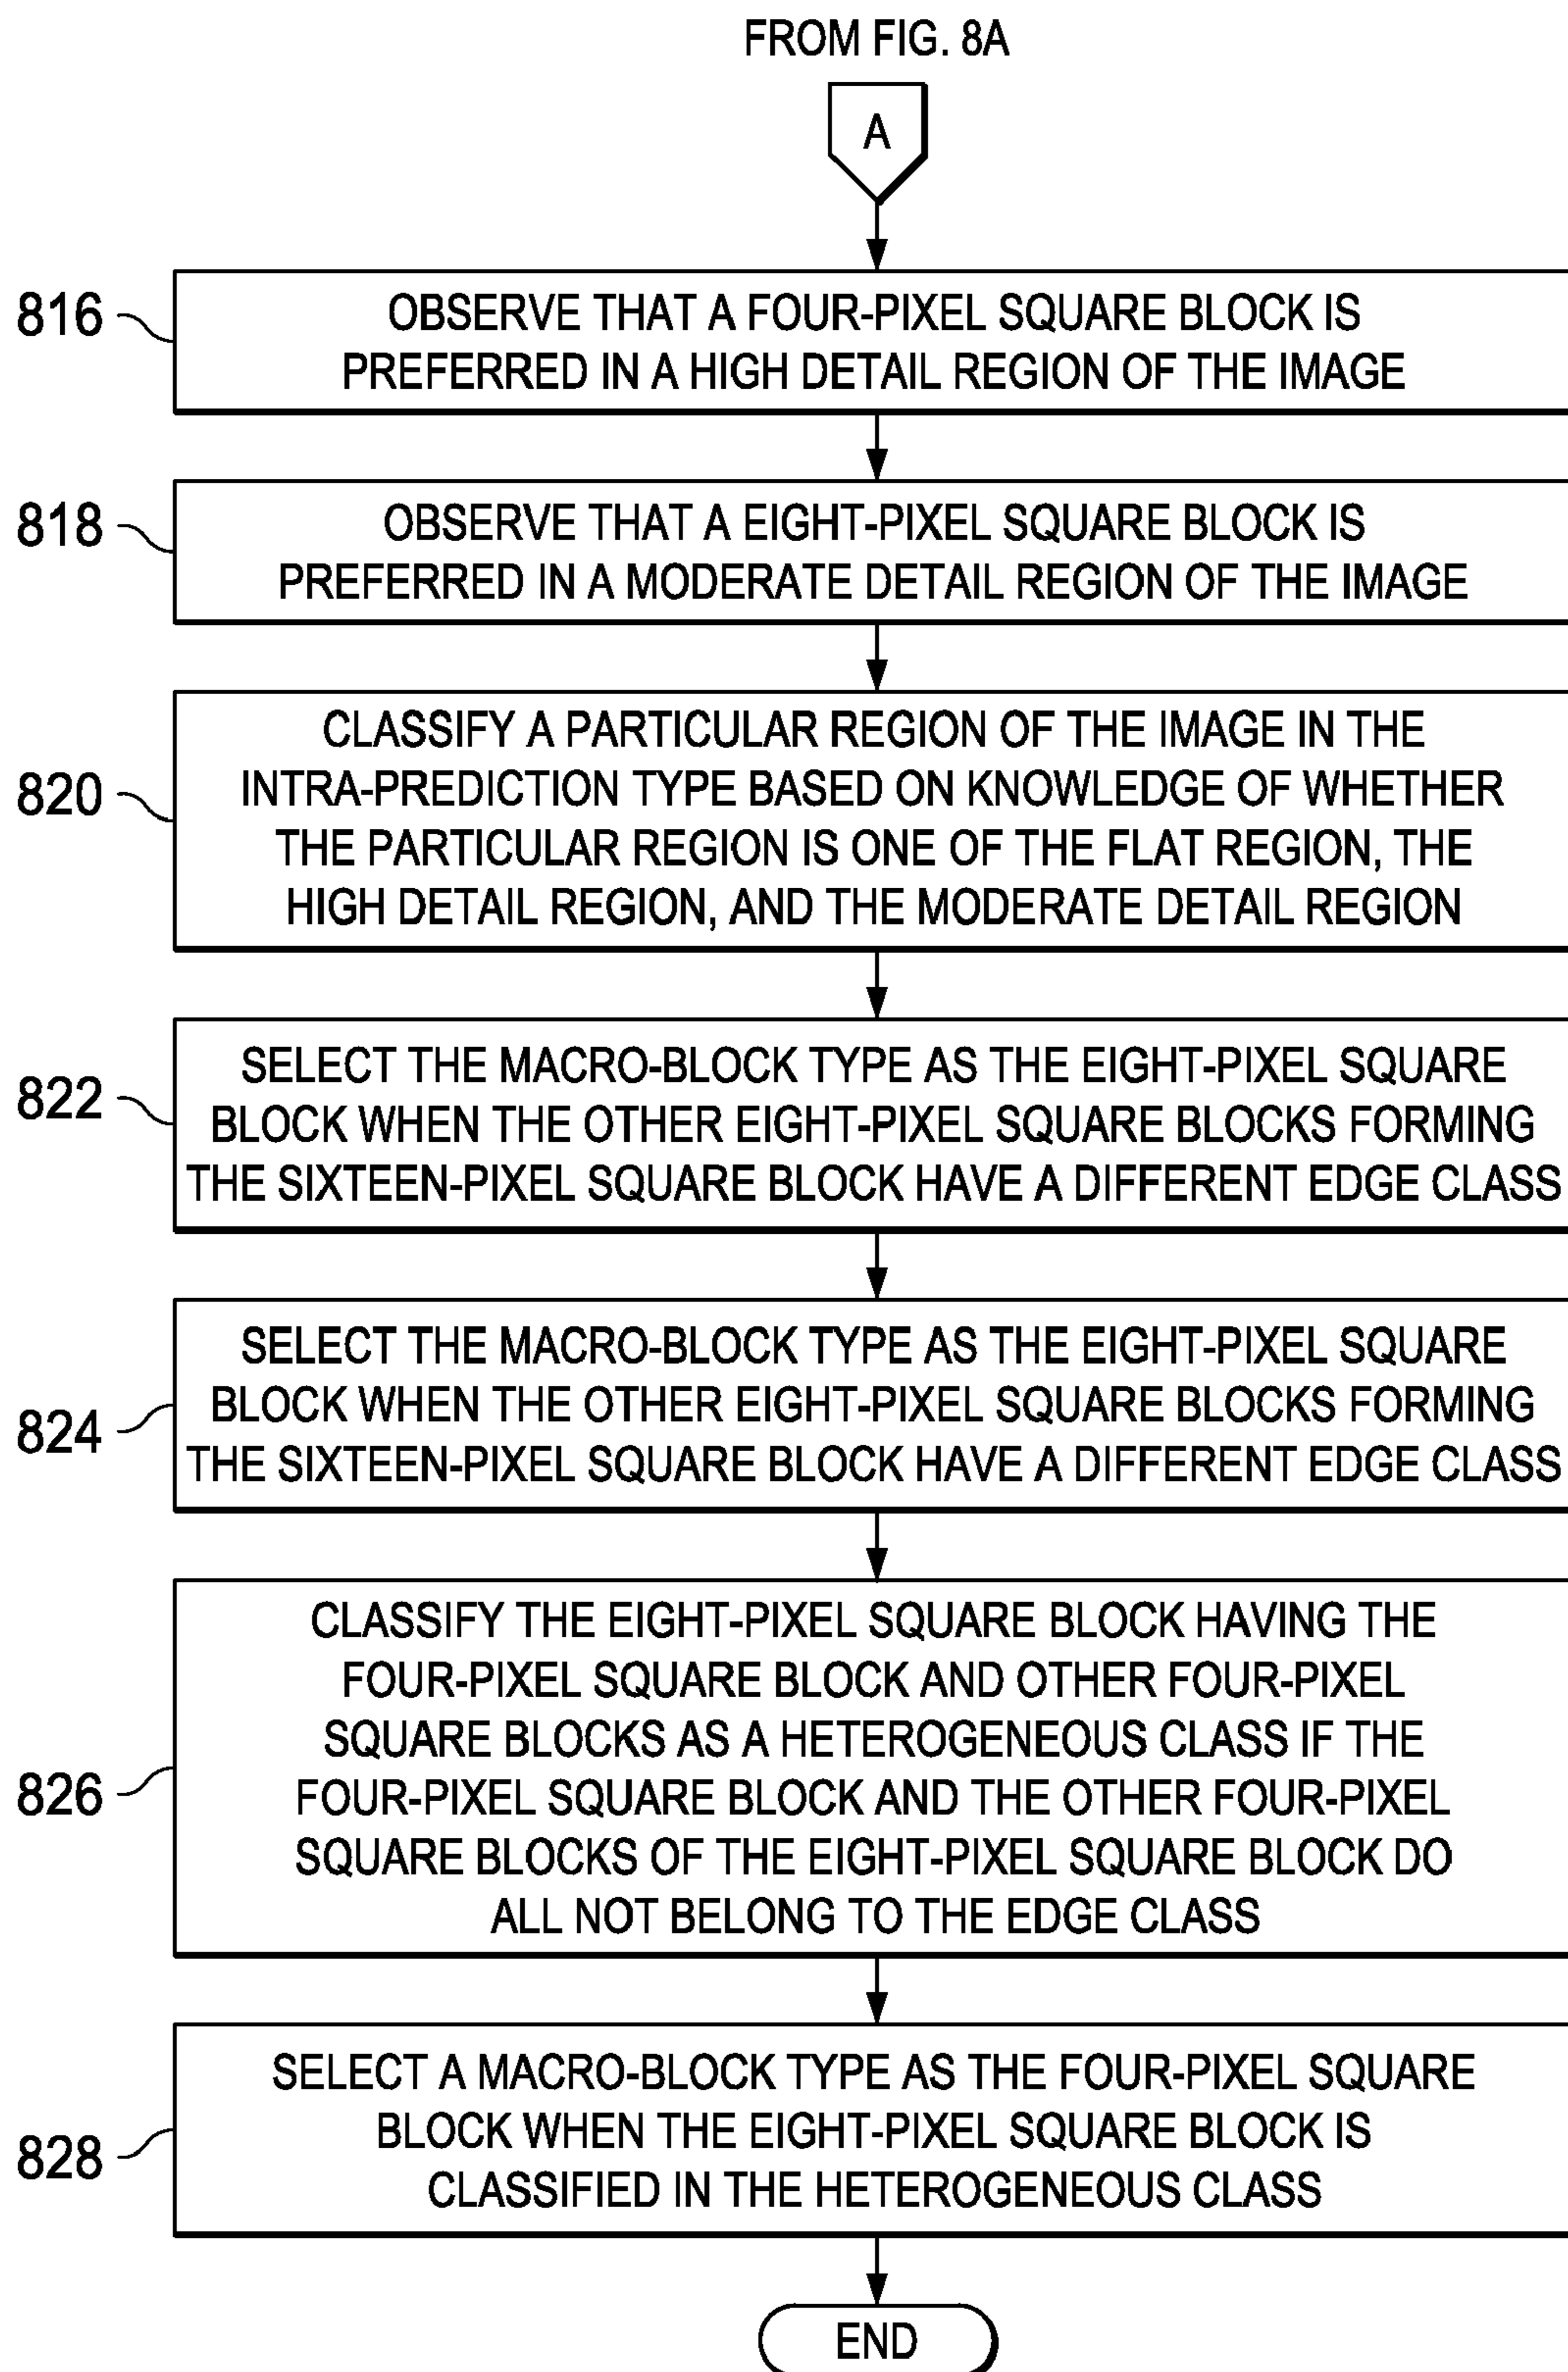 FROM FIG. 8A
A
816
OBSERVE THAT A FOUR-PIXEL SQUARE BLOCK IS
PREFERRED IN A HIGH DETAIL REGION OF THE IMAGE
818
OBSERVE THAT A EIGHT-PIXEL SQUARE BLOCK IS
PREFERRED IN A MODERATE DETAIL REGION OF THE IMAGE
820
CLASSIFY A PARTICULAR REGION OF THE IMAGE IN THE
INTRA-PREDICTION TYPE BASED ON KNOWLEDGE OF WHETHER
THE PARTICULAR REGION IS ONE OF THE FLAT REGION, THE
HIGH DETAIL REGION, AND THE MODERATE DETAIL REGION
822
SELECT THE MACRO-BLOCK TYPE AS THE EIGHT-PIXEL SQUARE
BLOCK WHEN THE OTHER EIGHT-PIXEL SQUARE BLOCKS FORMING
THE SIXTEEN-PIXEL SQUARE BLOCK HAVE A DIFFERENT EDGE CLASS
824
SELECT THE MACRO-BLOCK TYPE AS THE EIGHT-PIXEL SQUARE
BLOCK WHEN THE OTHER EIGHT-PIXEL SQUARE BLOCKS FORMING
THE SIXTEEN-PIXEL SQUARE BLOCK HAVE A DIFFERENT EDGE CLASS
826
CLASSIFY THE EIGHT-PIXEL SQUARE BLOCK HAVING THE
FOUR-PIXEL SQUARE BLOCK AND OTHER FOUR-PIXEL
SQUARE BLOCKS AS A HETEROGENEOUS CLASS IF THE
FOUR-PIXEL SQUARE BLOCK AND THE OTHER FOUR-PIXEL
SQUARE BLOCKS OF THE EIGHT-PIXEL SQUARE BLOCK DO
ALL NOT BELONG TO THE EDGE CLASS
828
SELECT A MACRO-BLOCK TYPE AS THE FOUR-PIXEL SQUARE
BLOCK WHEN THE EIGHT-PIXEL SQUARE BLOCK IS
CLASSIFIED IN THE HETEROGENEOUS CLASS
END